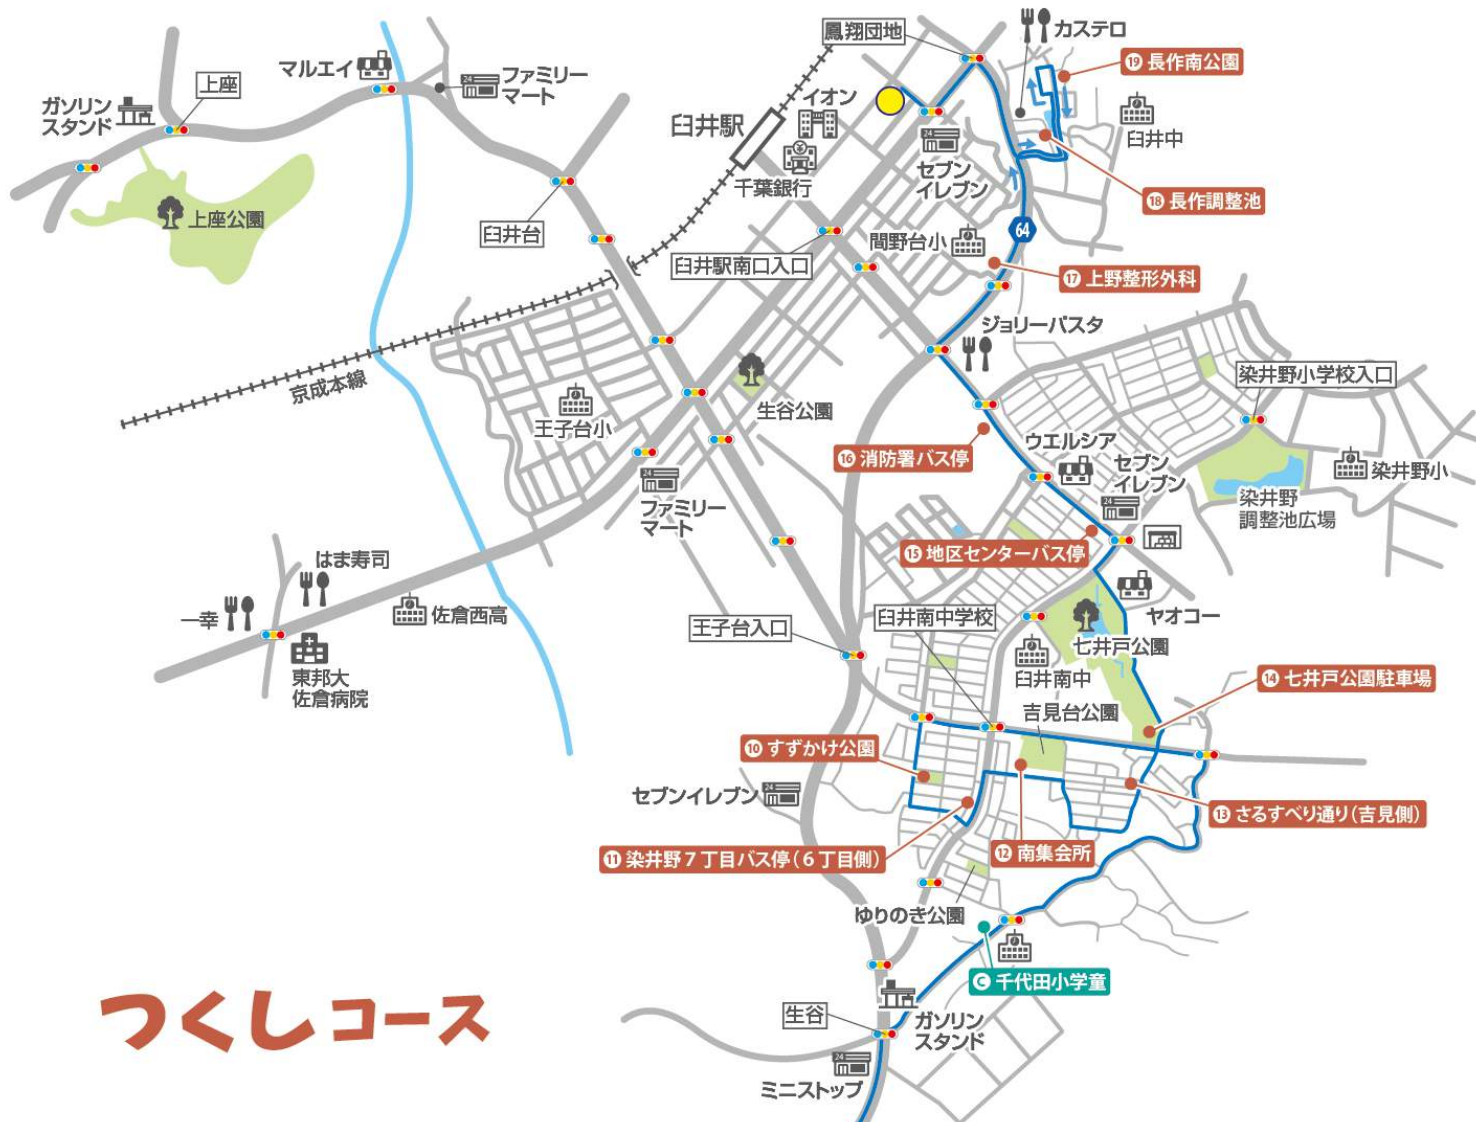 鳳翔団地
カステロ
⑲ 長作南公園
マルエイ
ファミリー
マート
上座
ガソリン
スタンド
イオン
臼井駅
臼井中
セブン
イレブン
千葉銀行
⑱ 長作調整池
上座公園
臼井台
64
間野台小
臼井駅南口入口
⑰ 上野整形外科
ジョリーパスタ
京成本線
染井野小学校入口
生谷公園
王子台小
ウエルシア
⑯ 消防署バス停
セブン
イレブン
染井野小
ファミリー
マート
染井野
調整池広場
⑮ 地区センターバス停
はま寿司
一幸
佐倉西高
ヤオコー
王子台入口
臼井南中学校
七井戸公園
東邦大
佐倉病院
臼井南中
⑭ 七井戸公園駐車場
吉見台公園
⑩ すずかけ公園
セブンイレブン
⑬ さるすべり通り(吉見側)
⑪ 染井野7丁目バス停(6丁目側)
⑫ 南集会所
ゆりのき公園
C 千代田小学童
つくしコース
生谷
ガソリン
スタンド
ミニストップ
24
24
24
24
24
24